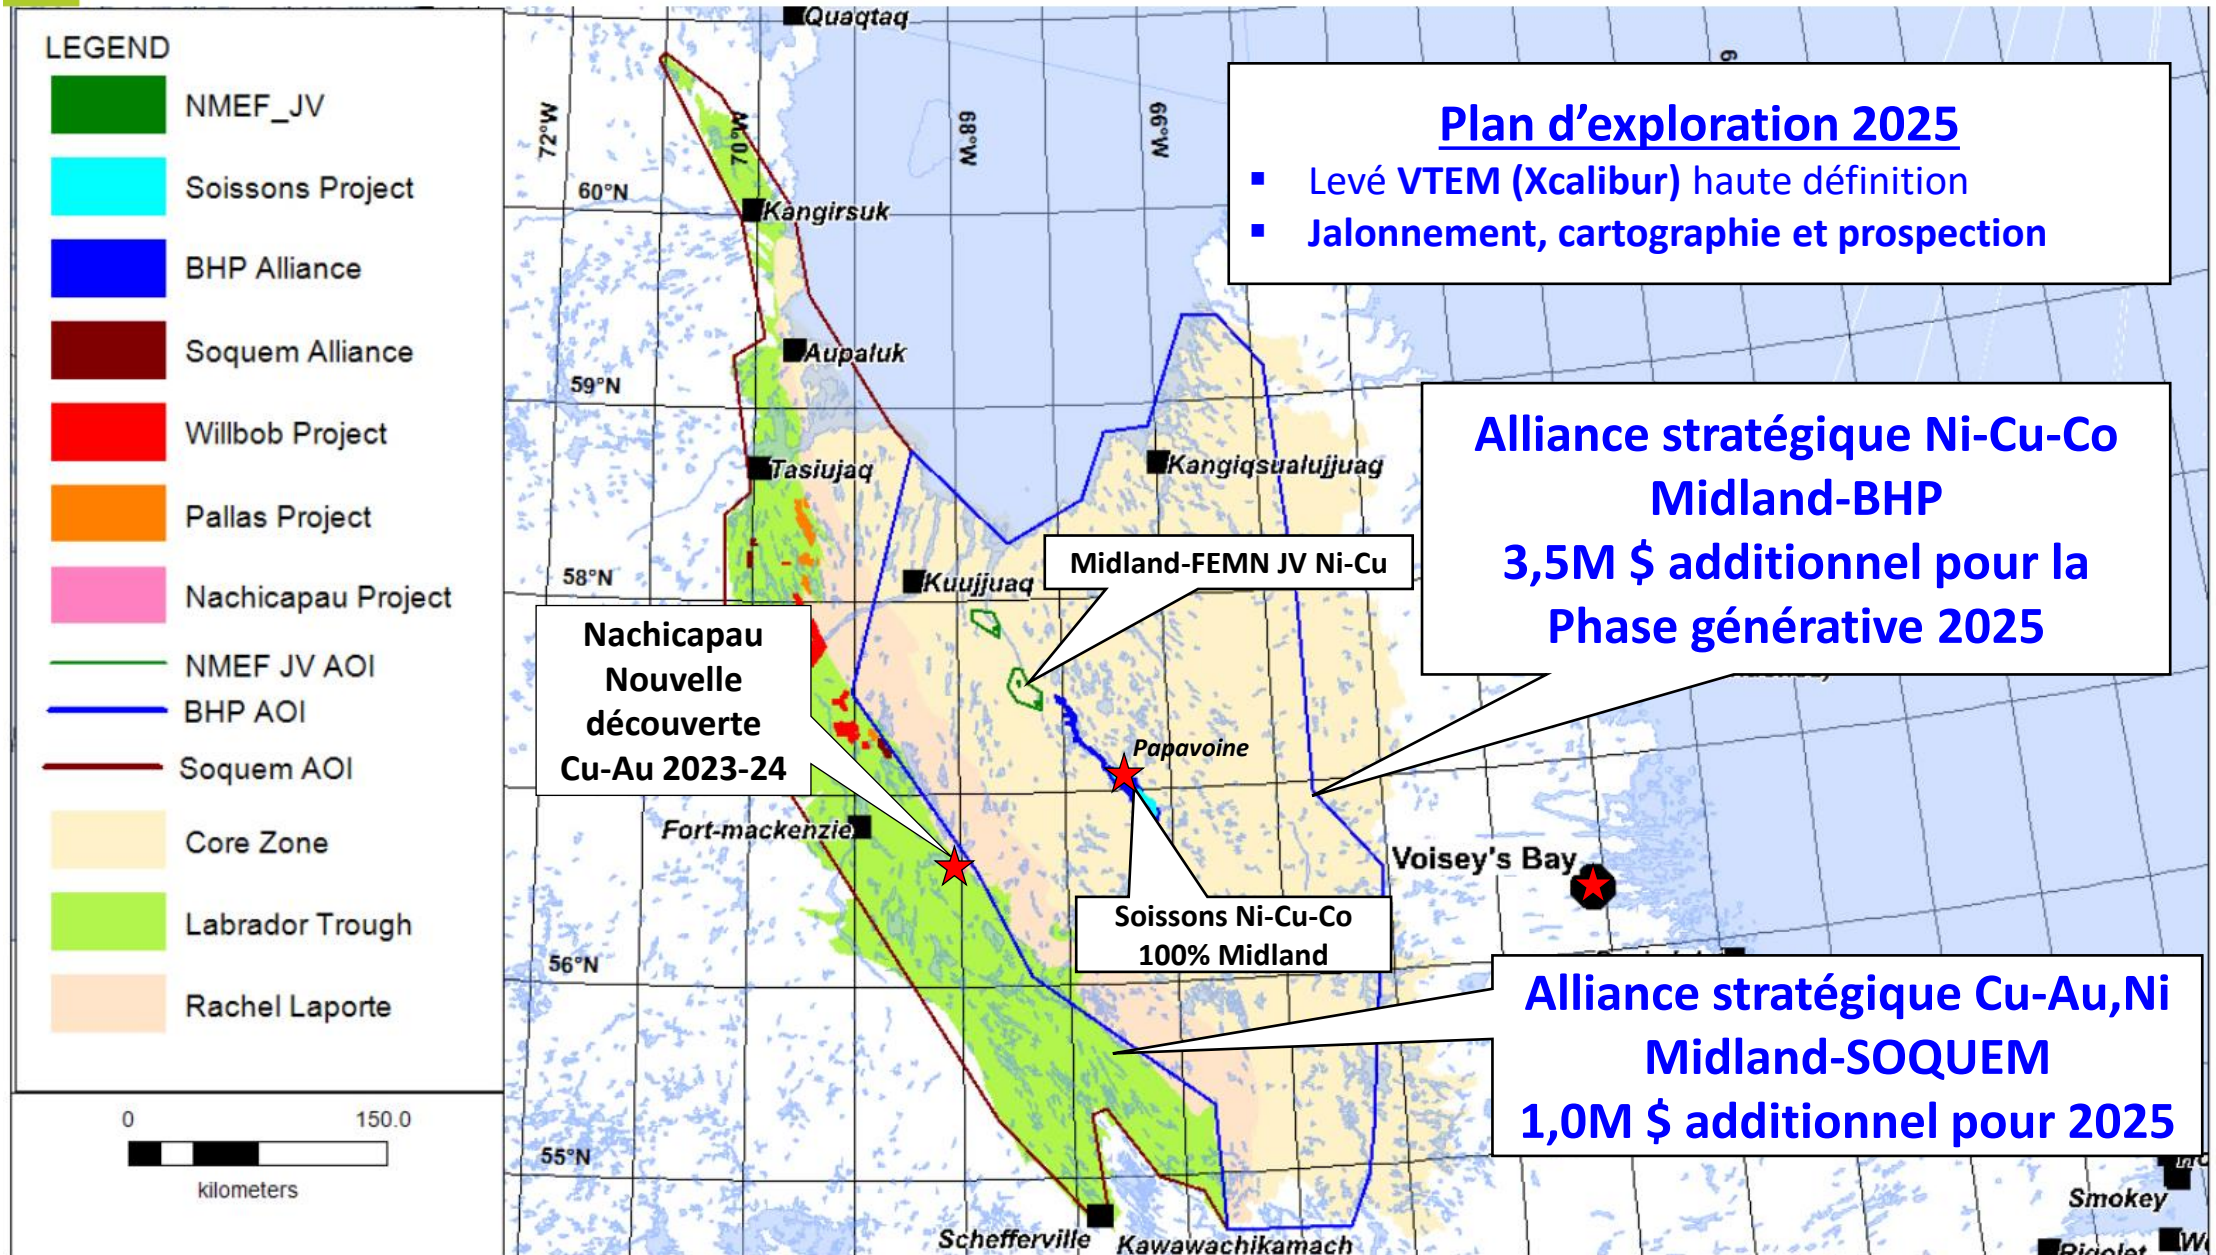 LEGEND
NMEF_JV
Soissons Project
BHP Alliance
Soquem Alliance
Willbob Project
Pallas Project
Nachicapau Project
NMEF JV AOI
BHP AOI
Soquem AOI
Core Zone
Labrador Trough
Rachel Laporte
0 150.0
kilometers
Quaqtaq
72°W
70°W
68°W
66°W
60°N
Kangirsuk
Aupaluk
59°N
Tasiujaq
Kangiqsualujjuaq
58°N
Kuujjuaq
Plan d'exploration 2025
▪ Levé VTEM (Xcalibur) haute définition
▪ Jalonnement, cartographie et prospection
Alliance stratégique Ni-Cu-Co
Midland-BHP
3,5M $ additionnel pour la
Phase générative 2025
Midland-FEMN JV Ni-Cu
Nachicapau
Nouvelle
découverte
Cu-Au 2023-24
Papavoine
Fort-mackenzie
Voisey's Bay
Soissons Ni-Cu-Co
100% Midland
56°N
Alliance stratégique Cu-Au,Ni
Midland-SOQUEM
1,0M $ additionnel pour 2025
55°N
Schefferville
Kawawachikamach
Smokey
Rigolet